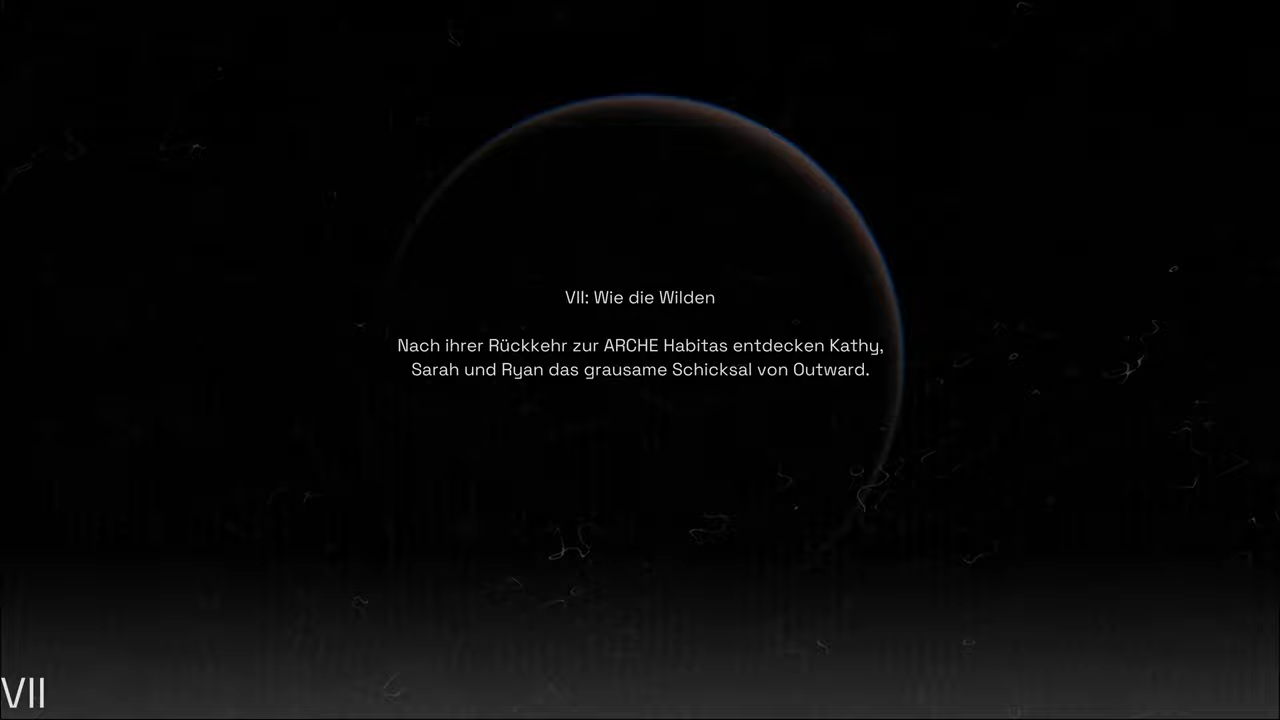 VII: Wie die Wilden
Nach ihrer Rückkehr zur ARCHE Habitas entdecken Kathy,
Sarah und Ryan das grausame Schicksal von Outward.
VII